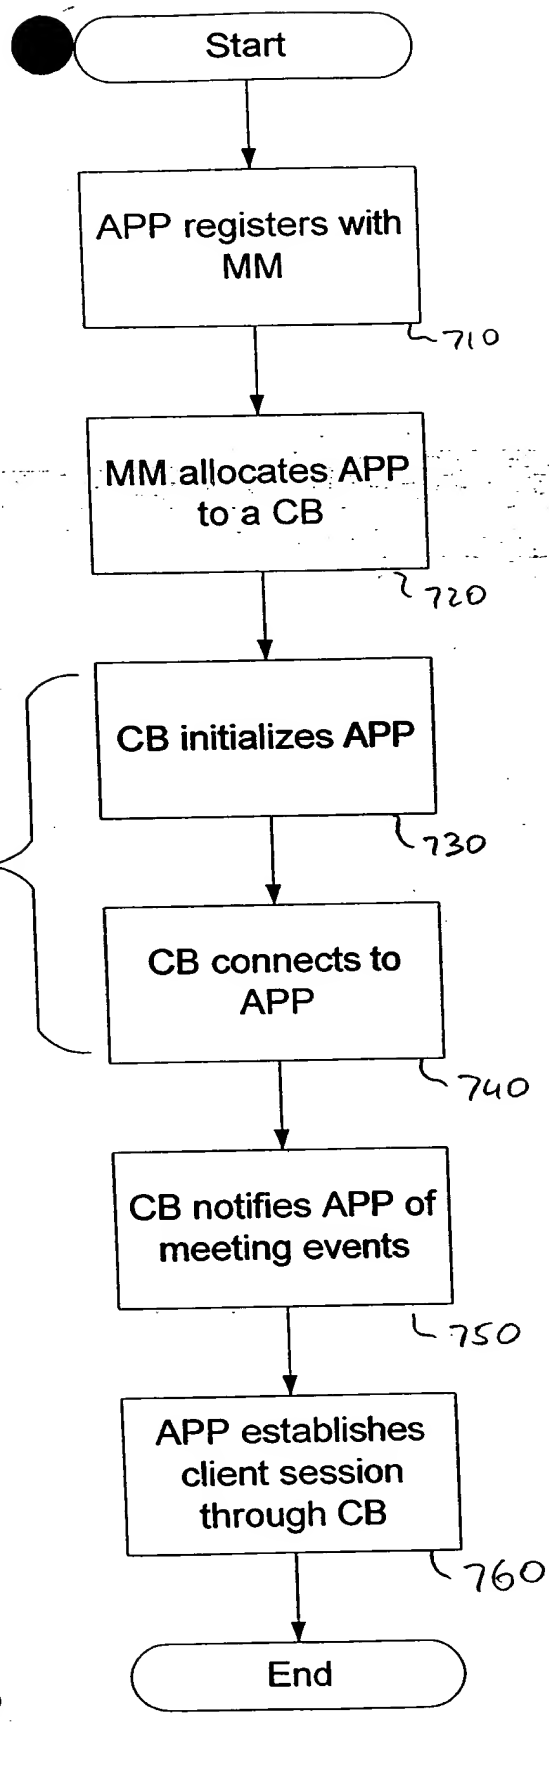 Start
APP registers with
MM
710
MM allocates APP
to a CB
720
CB initializes APP
730
CB connects to
APP
740
CB notifies APP of
meeting events
750
APP establishes
client session
through CB
760
End